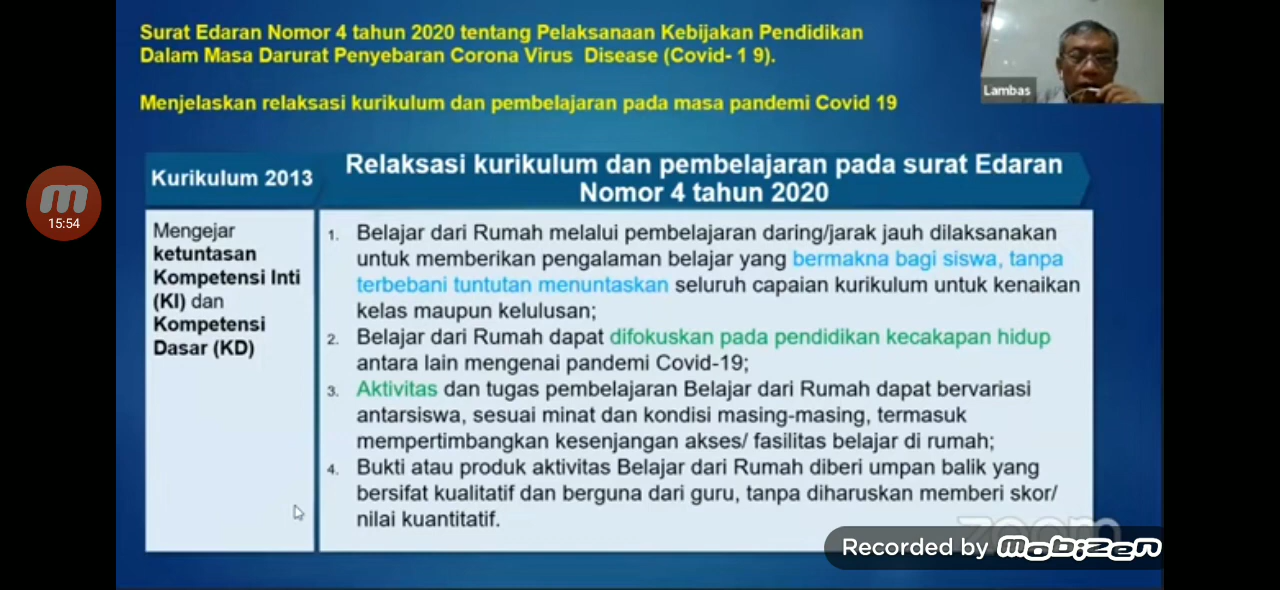 Surat Edaran Nomor 4 tahun 2020 tentang Pelaksanaan Kebijakan Pendidikan
Dalam Masa Darurat Penyebaran Corona Virus Disease (Covid- 1 9).
Menjelaskan relaksasi kurikulum dan pembelajaran pada masa pandemi Covid 19
Lambas
15:54
Kurikulum 2013
Relaksasi kurikulum dan pembelajaran pada surat Edaran
Nomor 4 tahun 2020
Mengejar
ketuntasan
Kompetensi Inti
(KI) dan
Kompetensi
Dasar (KD)
1. Belajar dari Rumah melalui pembelajaran daring/jarak jauh dilaksanakan
untuk memberikan pengalaman belajar yang bermakna bagi siswa, tanpa
terbebani tuntutan menuntaskan seluruh capaian kurikulum untuk kenaikan
kelas maupun kelulusan;
2. Belajar dari Rumah dapat difokuskan pada pendidikan kecakapan hidup
antara lain mengenai pandemi Covid-19;
3. Aktivitas dan tugas pembelajaran Belajar dari Rumah dapat bervariasi
antarsiswa, sesuai minat dan kondisi masing-masing, termasuk
mempertimbangkan kesenjangan akses/ fasilitas belajar di rumah;
4. Bukti atau produk aktivitas Belajar dari Rumah diberi umpan balik yang
bersifat kualitatif dan berguna dari guru, tanpa diharuskan memberi skor/
nilai kuantitatif.
zoom
Recorded by mobizen